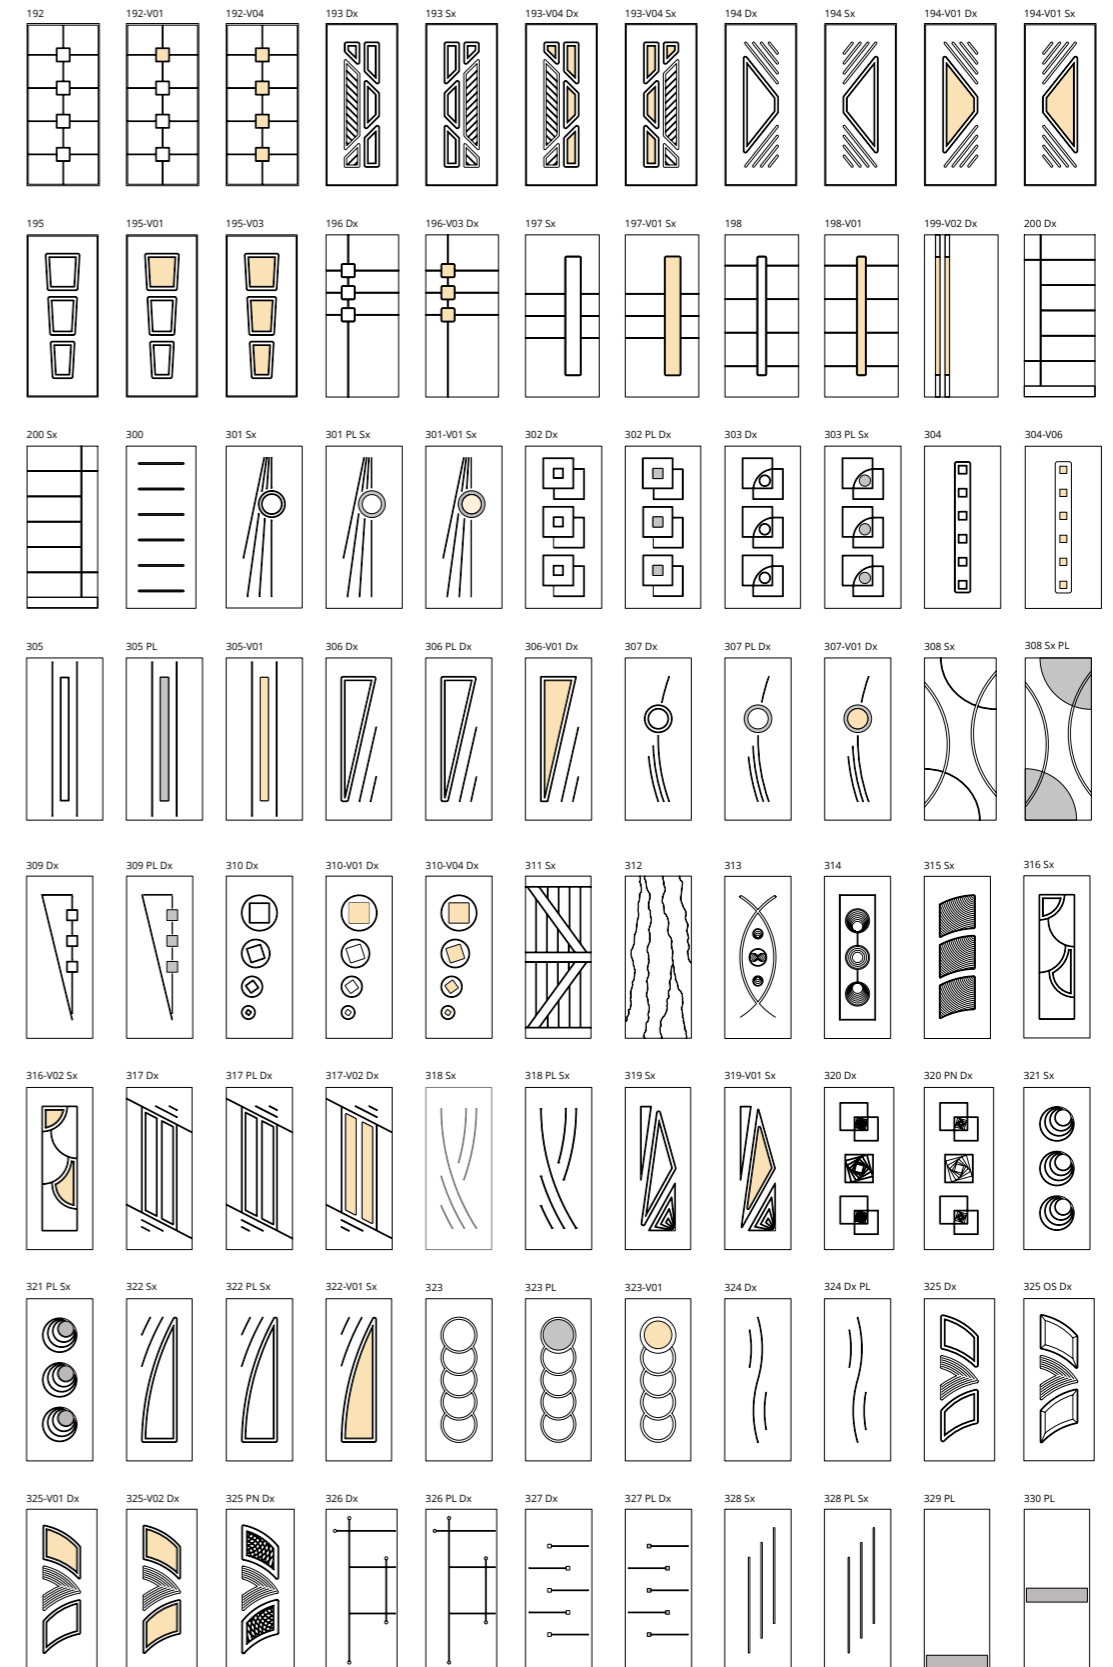 192 192-V01 192-V04 193 Dx 193 Sx 193-V04 Dx 193-V04 Sx 194 Dx 194 Sx 194-V01 Dx 194-V01 Sx
195 195-V01 195-V03 196 Dx 196-V03 Dx 197 Sx 197-V01 Sx 198 198-V01 199-V02 Dx 200 Dx
200 Sx 300 301 Sx 301 PL Sx 301-V01 Sx 302 Dx 302 PL Dx 303 Dx 303 PL Sx 304 304-V06
305 305 PL 305-V01 306 Dx 306 PL Dx 306-V01 Dx 307 Dx 307 PL Dx 307-V01 Dx 308 Sx 308 Sx PL
309 Dx 309 PL Dx 310 Dx 310-V01 Dx 310-V04 Dx 311 Sx 312 313 314 315 Sx 316 Sx
316-V02 Sx 317 Dx 317 PL Dx 317-V02 Dx 318 Sx 318 PL Sx 319 Sx 319-V01 Sx 320 Dx 320 PN Dx 321 Sx
321 PL Sx 322 Sx 322 PL Sx 322-V01 Sx 323 323 PL 323-V01 324 Dx 324 Dx PL 325 Dx 325 OS Dx
325-V01 Dx 325-V02 Dx 325 PN Dx 326 Dx 326 PL Dx 327 Dx 327 PL Dx 328 Sx 328 PL Sx 329 PL 330 PL